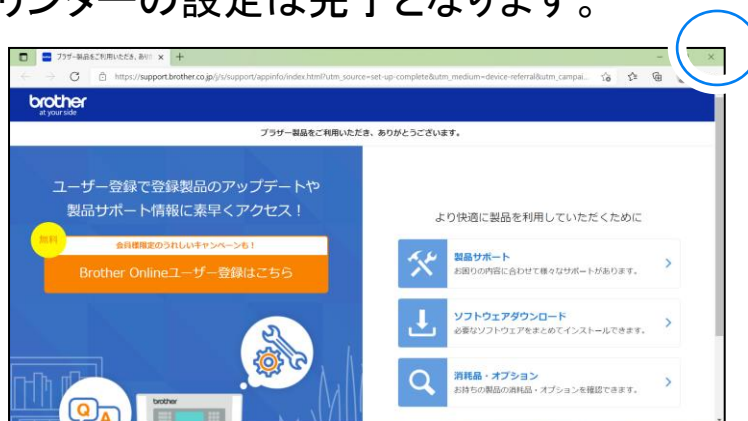 リンターの設定は完了となります。
ブラザー製品をご利用いただき、あり
https://support.brother.co.jp/j/s/support/appinfo/index.html?utm_source=set-up-complete&utm_medium=device-referral&utm_campai...
brother
at your side
ブラザー製品をご利用いただき、ありがとうございます。
ユーザー登録で登録製品のアップデートや
製品サポート情報に素早くアクセス！
無料
会員様限定のうれしいキャンペーンも！
Brother Onlineユーザー登録はこちら
brother
Q
A
より快適に製品を利用していただくために
製品サポート
お困りの内容に合わせて様々なサポートがあります。
ソフトウェアダウンロード
必要なソフトウェアをまとめてインストールできます。
消耗品・オプション
お持ちの製品の消耗品・オプションを確認できます。